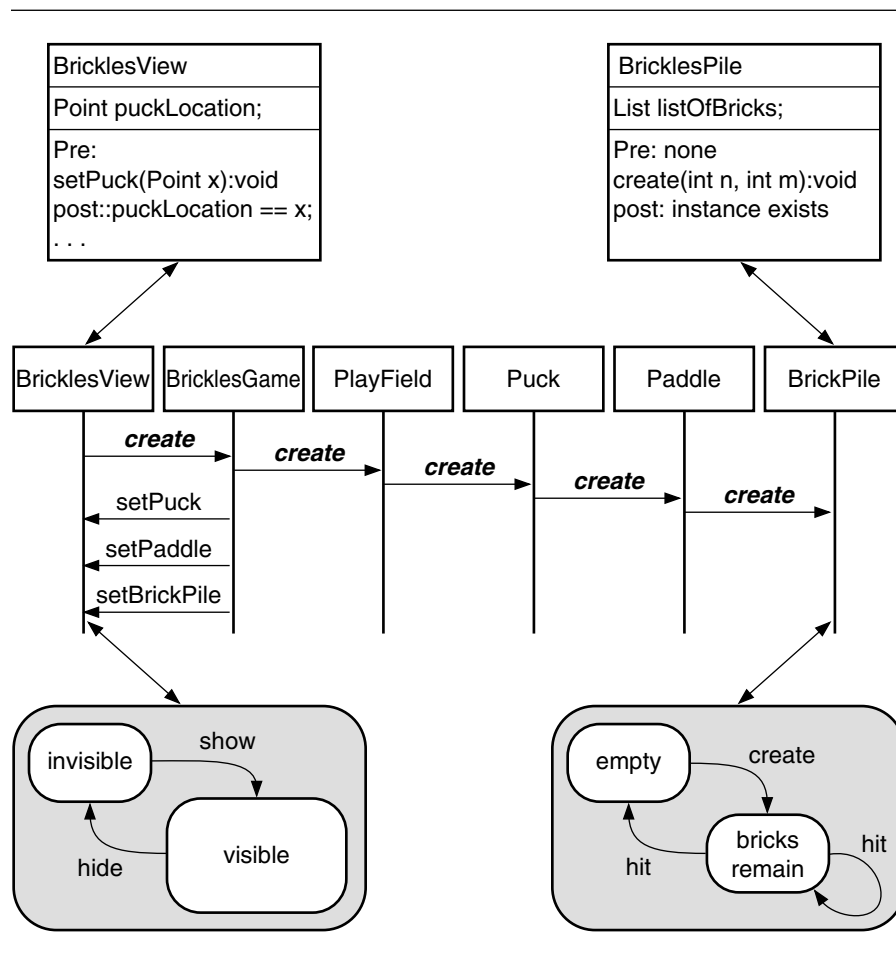 BricklesView
Point puckLocation;
Pre:
setPuck(Point x):void
post::puckLocation == x;
. . .
BricklesPile
List listOfBricks;
Pre: none
create(int n, int m):void
post: instance exists
BricklesView
BricklesGame
PlayField
Puck
Paddle
BrickPile
create
create
create
create
create
setPuck
setPaddle
setBrickPile
invisible
show
visible
hide
empty
create
bricks
remain
hit
hit